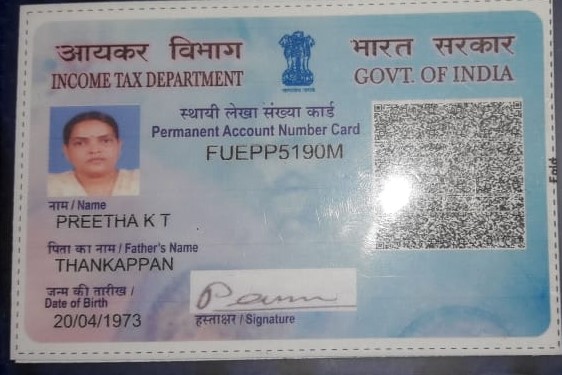 आयकर विभाग
INCOME TAX DEPARTMENT
भारत सरकार
GOVT. OF INDIA
स्थायी लेखा संख्या कार्ड
Permanent Account Number Card
FUEPP5190M
नाम / Name
PREETHA K T
पिता का नाम / Father's Name
THANKAPPAN
जन्म की तारीख /
Date of Birth
20/04/1973
हस्ताक्षर / Signature
Fold